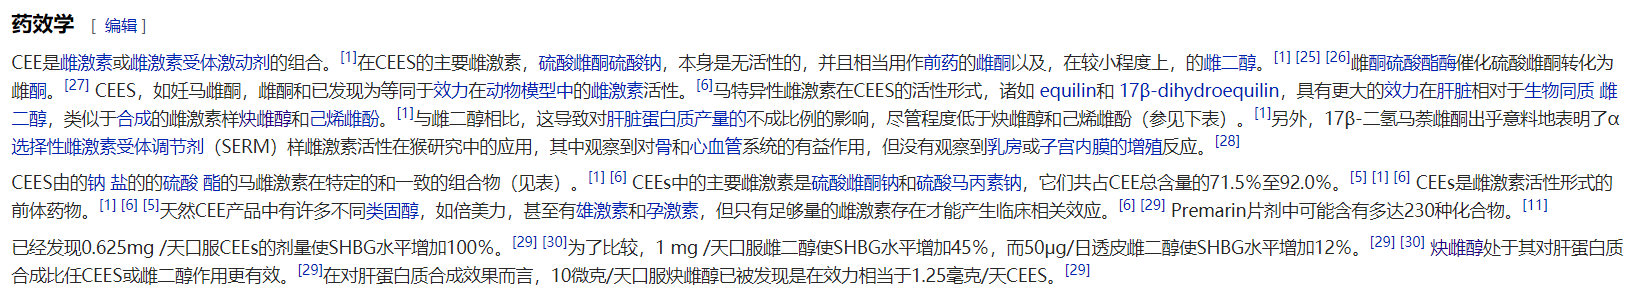 药效学 [ 编辑 ]
CEE是雌激素或雌激素受体激动剂的组合。[1]在CEES的主要雌激素，硫酸雌酮硫酸钠，本身是无活性的，并且相当用作前药的雌酮以及，在较小程度上，的雌二醇。[1] [25] [26]雌酮硫酸酯酶催化硫酸雌酮转化为
雌酮。[27] CEES，如妊马雌酮，雌酮和已发现为等同于效力在动物模型中的雌激素活性。[6]马特异性雌激素在CEES的活性形式，诸如 equilin和 17β-dihydroequilin，具有更大的效力在肝脏相对于生物同质 雌
二醇，类似于合成的雌激素样炔雌醇和己烯雌酚。[1]与雌二醇相比，这导致对肝脏蛋白质产量的不成比例的影响，尽管程度低于炔雌醇和己烯雌酚（参见下表）。[1]另外，17β-二氢马萘雌酮出乎意料地表明了α
选择性雌激素受体调节剂（SERM）样雌激素活性在猴研究中的应用，其中观察到对骨和心血管系统的有益作用，但没有观察到乳房或子宫内膜的增殖反应。[28]
CEES由的钠 盐的的硫酸 酯的马雌激素在特定的和一致的组合物（见表）。[1] [6] CEEs中的主要雌激素是硫酸雌酮钠和硫酸马丙素钠，它们共占CEE总含量的71.5%至92.0%。[5] [1] [6] CEEs是雌激素活性形式的
前体药物。[1] [6] [5]天然CEE产品中有许多不同类固醇，如倍美力，甚至有雄激素和孕激素，但只有足够量的雌激素存在才能产生临床相关效应。[6] [29] Premarin片剂中可能含有多达230种化合物。[11]
已经发现0.625mg /天口服CEEs的剂量使SHBG水平增加100%。[29] [30]为了比较，1 mg /天口服雌二醇使SHBG水平增加45%，而50μg/日透皮雌二醇使SHBG水平增加12%。[29] [30] 炔雌醇处于其对肝蛋白质
合成比任CEES或雌二醇作用更有效。[29]在对肝蛋白质合成效果而言，10微克/天口服炔雌醇已被发现是在效力相当于1.25毫克/天CEES。[29]